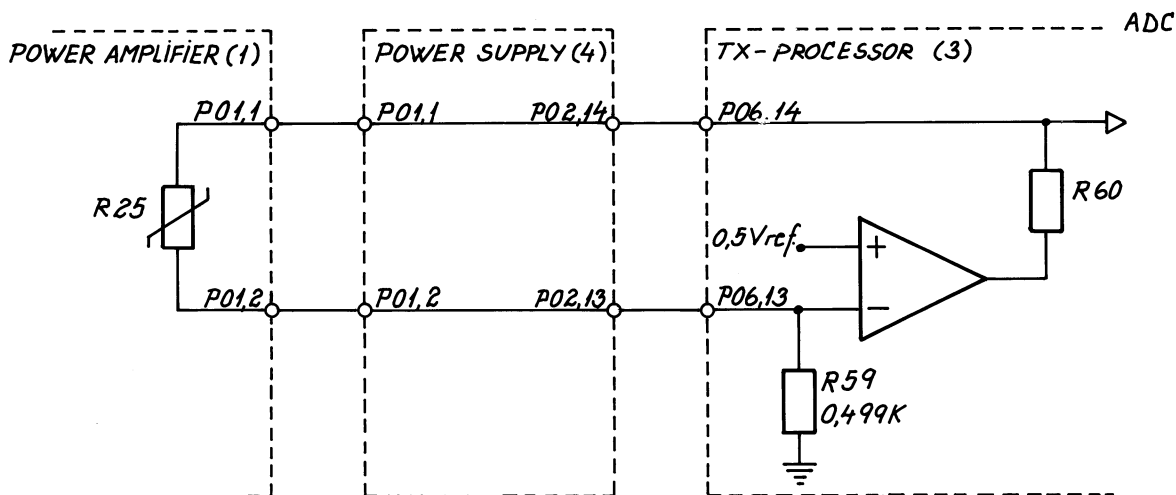 ADC
POWER AMPLIFIER (1)
POWER SUPPLY (4)
TX-PROCESSOR (3)
P01,1
P01,1
P02,14
P06.14
R25
R60
0,5Vref.
+
P01,2
P01,2
P02,13
P06,13
−
R59
0,499K